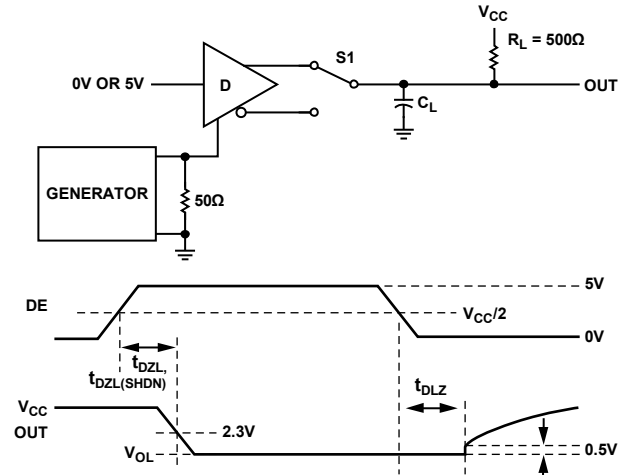 V_CC
R_L = 500Ω
S1
0V OR 5V
D
OUT
C_L
GENERATOR
50Ω
5V
DE
V_CC/2
0V
t_DZL,
t_DZL(SHDN)
t_DLZ
V_CC
OUT
2.3V
V_OL
0.5V